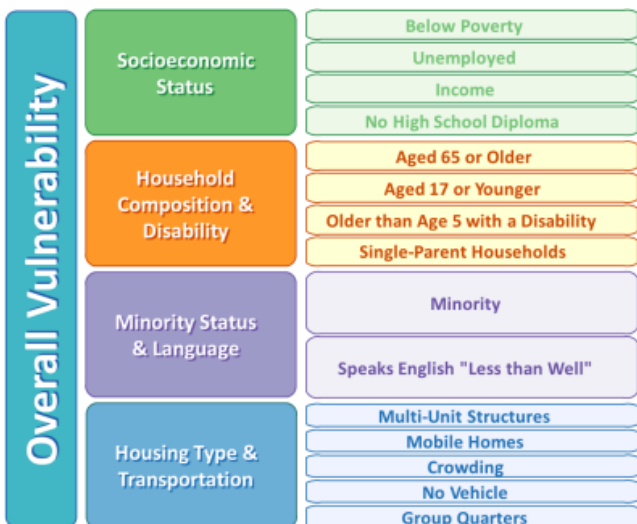 Overall Vulnerability
Socioeconomic
Status
Below Poverty
Unemployed
Income
No High School Diploma
Household
Composition &
Disability
Aged 65 or Older
Aged 17 or Younger
Older than Age 5 with a Disability
Single-Parent Households
Minority Status
& Language
Minority
Speaks English "Less than Well"
Housing Type &
Transportation
Multi-Unit Structures
Mobile Homes
Crowding
No Vehicle
Group Quarters